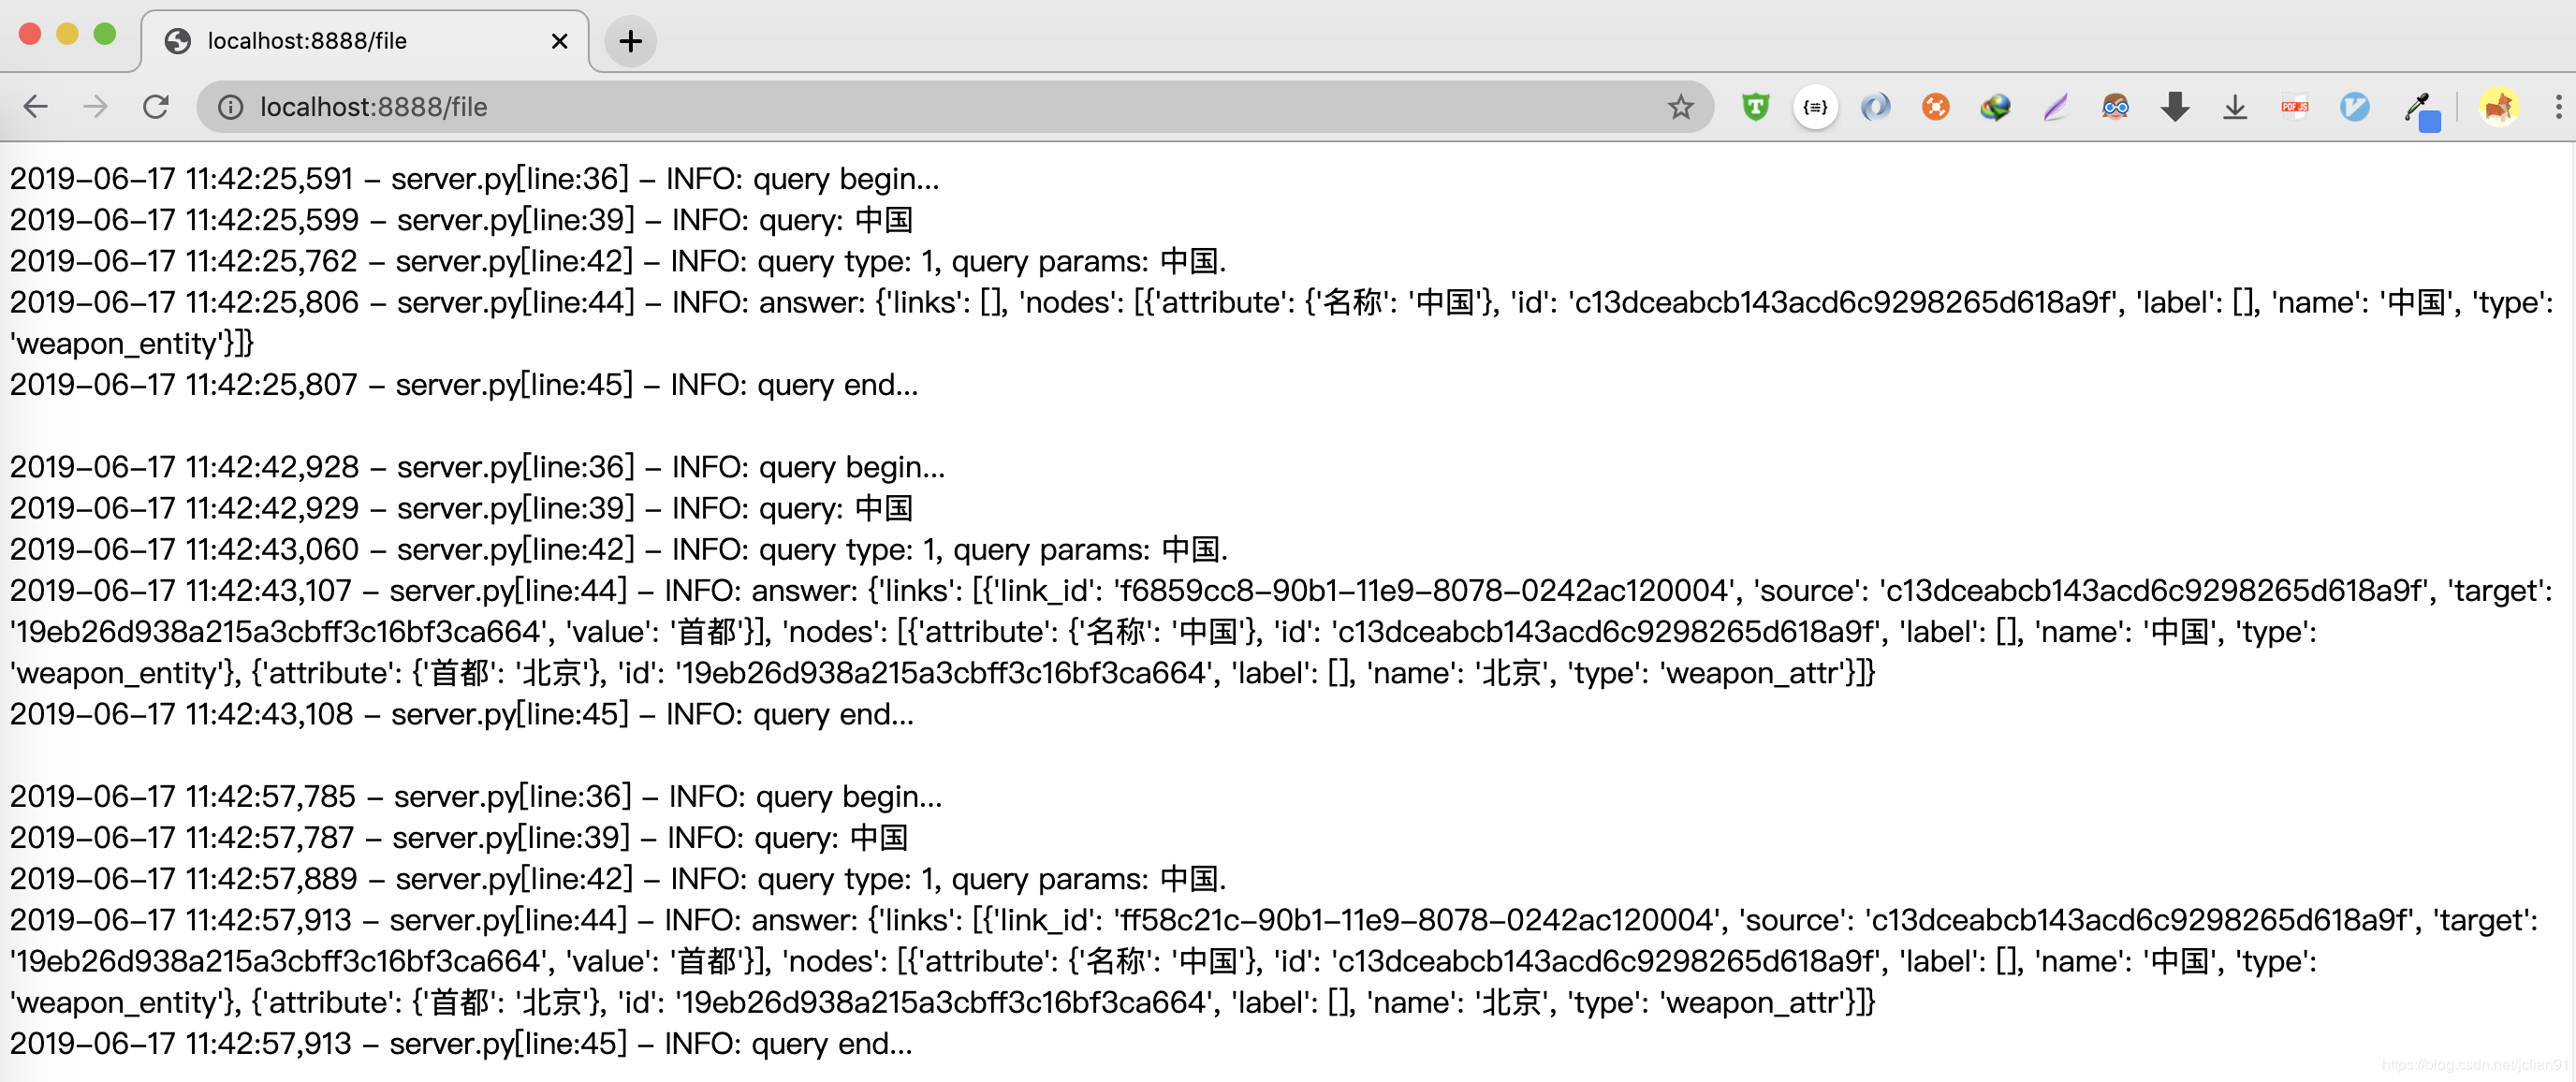 localhost:8888/file
localhost:8888/file
PDF JS
2019-06-17 11:42:25,591 - server.py[line:36] - INFO: query begin...
2019-06-17 11:42:25,599 - server.py[line:39] - INFO: query: 中国
2019-06-17 11:42:25,762 - server.py[line:42] - INFO: query type: 1, query params: 中国.
2019-06-17 11:42:25,806 - server.py[line:44] - INFO: answer: {'links': [], 'nodes': [{'attribute': {'名称': '中国'}, 'id': 'c13dceabcb143acd6c9298265d618a9f', 'label': [], 'name': '中国', 'type':
'weapon_entity'}]}
2019-06-17 11:42:25,807 - server.py[line:45] - INFO: query end...
2019-06-17 11:42:42,928 - server.py[line:36] - INFO: query begin...
2019-06-17 11:42:42,929 - server.py[line:39] - INFO: query: 中国
2019-06-17 11:42:43,060 - server.py[line:42] - INFO: query type: 1, query params: 中国.
2019-06-17 11:42:43,107 - server.py[line:44] - INFO: answer: {'links': [{'link_id': 'f6859cc8-90b1-11e9-8078-0242ac120004', 'source': 'c13dceabcb143acd6c9298265d618a9f', 'target':
'19eb26d938a215a3cbff3c16bf3ca664', 'value': '首都'}], 'nodes': [{'attribute': {'名称': '中国'}, 'id': 'c13dceabcb143acd6c9298265d618a9f', 'label': [], 'name': '中国', 'type':
'weapon_entity'}, {'attribute': {'首都': '北京'}, 'id': '19eb26d938a215a3cbff3c16bf3ca664', 'label': [], 'name': '北京', 'type': 'weapon_attr'}]}
2019-06-17 11:42:43,108 - server.py[line:45] - INFO: query end...
2019-06-17 11:42:57,785 - server.py[line:36] - INFO: query begin...
2019-06-17 11:42:57,787 - server.py[line:39] - INFO: query: 中国
2019-06-17 11:42:57,889 - server.py[line:42] - INFO: query type: 1, query params: 中国.
2019-06-17 11:42:57,913 - server.py[line:44] - INFO: answer: {'links': [{'link_id': 'ff58c21c-90b1-11e9-8078-0242ac120004', 'source': 'c13dceabcb143acd6c9298265d618a9f', 'target':
'19eb26d938a215a3cbff3c16bf3ca664', 'value': '首都'}], 'nodes': [{'attribute': {'名称': '中国'}, 'id': 'c13dceabcb143acd6c9298265d618a9f', 'label': [], 'name': '中国', 'type':
'weapon_entity'}, {'attribute': {'首都': '北京'}, 'id': '19eb26d938a215a3cbff3c16bf3ca664', 'label': [], 'name': '北京', 'type': 'weapon_attr'}]}
2019-06-17 11:42:57,913 - server.py[line:45] - INFO: query end...
https://blog.csdn.net/jclian91